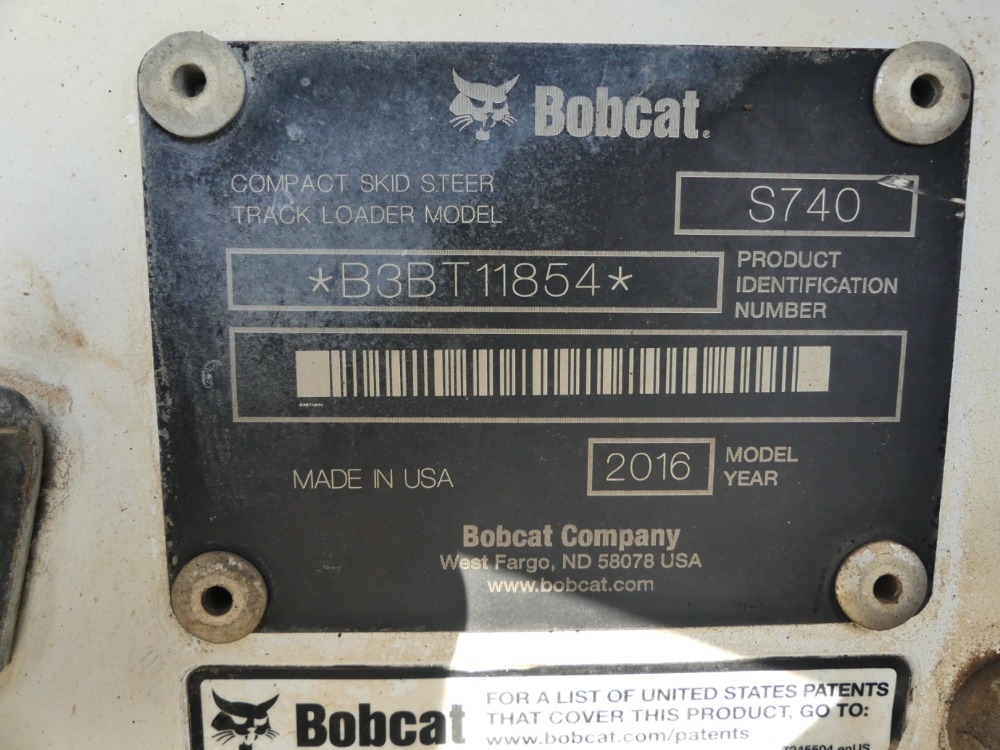 Bobcat.
COMPACT SKID STEER
TRACK LOADER MODEL
S740
*B3BT11854*
PRODUCT
IDENTIFICATION
NUMBER
MADE IN USA
2016
MODEL
YEAR
Bobcat Company
West Fargo, ND 58078 USA
www.bobcat.com
Bobcat
FOR A LIST OF UNITED STATES PATENTS
THAT COVER THIS PRODUCT, GO TO:
www.bobcat.com/patents